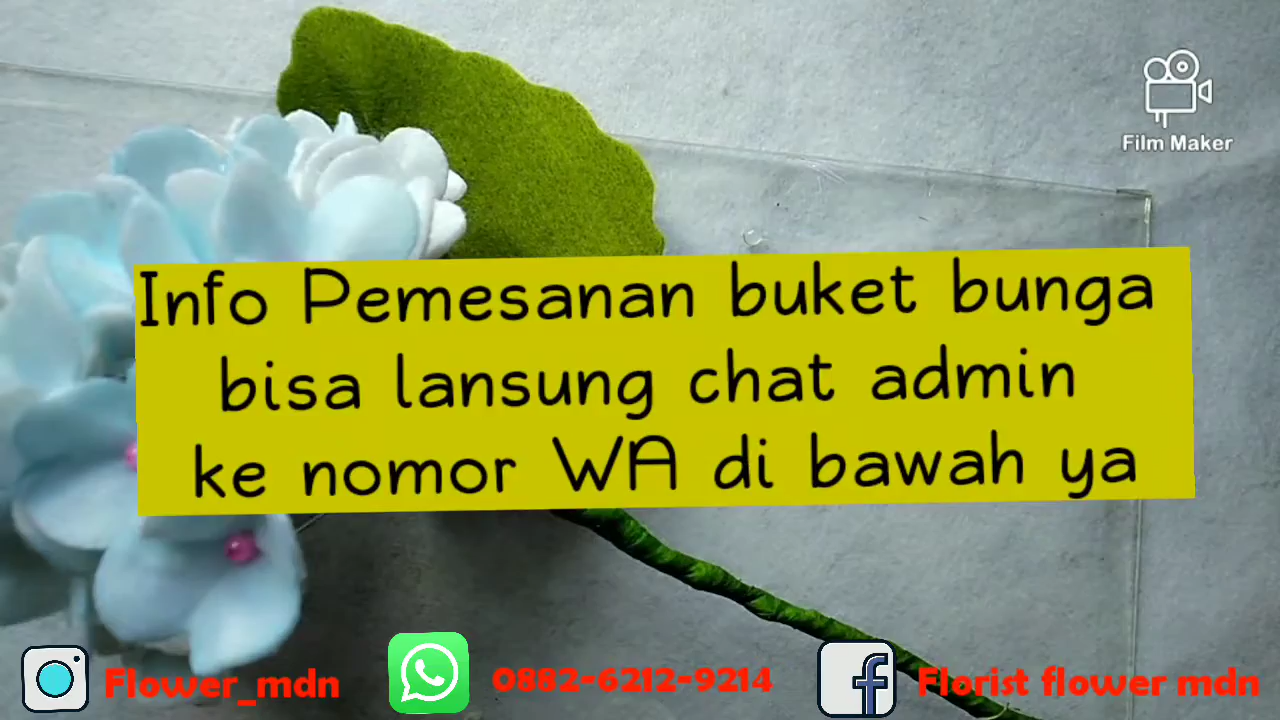 Film Maker
Info Pemesanan buket bunga
bisa lansung chat admin
ke nomor WA di bawah ya
Flower_mdn
0882-6212-9214
Florist flower mdn